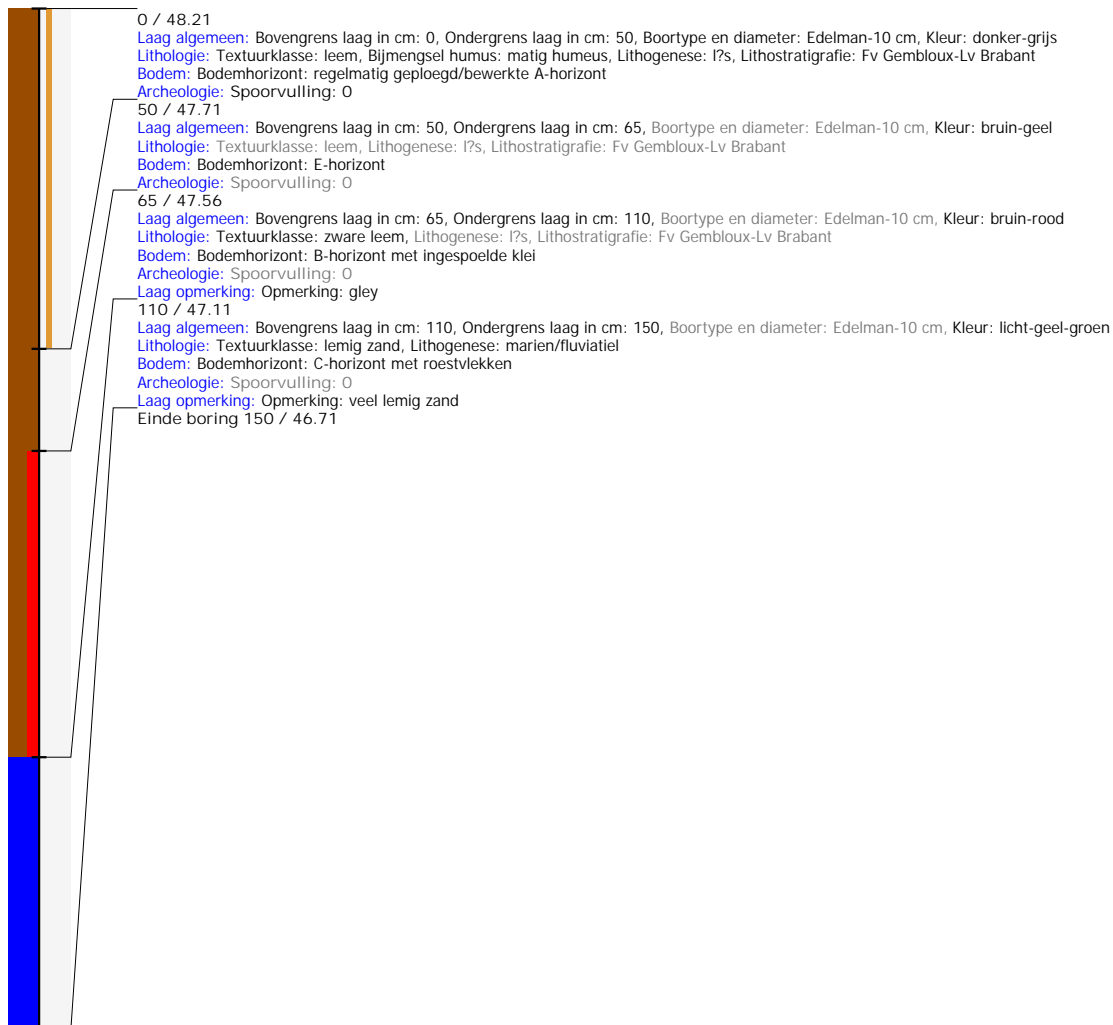 0 / 48.21
Laag algemeen: Bovengrens laag in cm: 0, Ondergrens laag in cm: 50, Boortype en diameter: Edelman-10 cm, Kleur: donker-grijs
Lithologie: Textuurklasse: leem, Bijmengsel humus: matig humeus, Lithogenese: l?s, Lithostratigrafie: Fv Gembloux-Lv Brabant
Bodem: Bodemhorizont: regelmatig geploegd/bewerkte A-horizont
Archeologie: Spoorvulling: 0
50 / 47.71
Laag algemeen: Bovengrens laag in cm: 50, Ondergrens laag in cm: 65, Boortype en diameter: Edelman-10 cm, Kleur: bruin-geel
Lithologie: Textuurklasse: leem, Lithogenese: l?s, Lithostratigrafie: Fv Gembloux-Lv Brabant
Bodem: Bodemhorizont: E-horizont
Archeologie: Spoorvulling: 0
65 / 47.56
Laag algemeen: Bovengrens laag in cm: 65, Ondergrens laag in cm: 110, Boortype en diameter: Edelman-10 cm, Kleur: bruin-rood
Lithologie: Textuurklasse: zware leem, Lithogenese: l?s, Lithostratigrafie: Fv Gembloux-Lv Brabant
Bodem: Bodemhorizont: B-horizont met ingespoelde klei
Archeologie: Spoorvulling: 0
Laag opmerking: Opmerking: gley
110 / 47.11
Laag algemeen: Bovengrens laag in cm: 110, Ondergrens laag in cm: 150, Boortype en diameter: Edelman-10 cm, Kleur: licht-geel-groen
Lithologie: Textuurklasse: lemig zand, Lithogenese: marien/fluviatiel
Bodem: Bodemhorizont: C-horizont met roestvlekken
Archeologie: Spoorvulling: 0
Laag opmerking: Opmerking: veel lemig zand
Einde boring 150 / 46.71